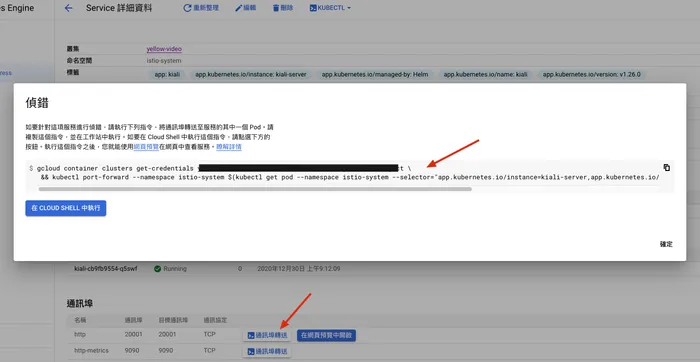 es Engine
Service 詳細資料
重新整理
編輯
刪除
KUBECTL
叢集
yellow-video
命名空間
istio-system
標籤
app: kiali
app.kubernetes.io/instance: kiali-server
app.kubernetes.io/managed-by: Helm
app.kubernetes.io/name: kiali
app.kubernetes.io/version: v1.26.0
ress
偵錯
如要針對這項服務進行偵錯，請執行下列指令，將通訊埠轉送至服務的其中一個 Pod。請
複製這個指令，並在工作站中執行。如要在 Cloud Shell 中執行這個指令，請點選下方的
按鈕。執行這個指令之後，您就能使用網頁預覽在網頁中查看服務。瞭解詳情
$ gcloud container clusters get-credentials
t \
&& kubectl port-forward --namespace istio-system $(kubectl get pod --namespace istio-system --selector="app.kubernetes.io/instance=kiali-server,app.kubernetes.io/
在 CLOUD SHELL 中執行
確定
kiali-cb9fb9554-q5swf
Running
0
2020年12月30日 上午9:12:09
通訊埠
名稱
通訊埠
目標通訊埠
通訊協定
http
20001
20001
TCP
通訊埠轉送
在網頁預覽中開啟
http-metrics
9090
9090
TCP
通訊埠轉送